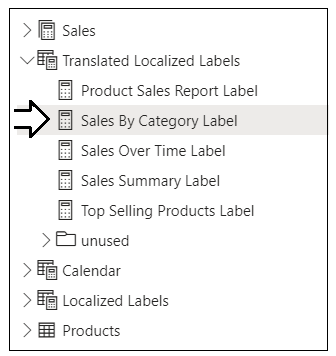 Sales
Translated Localized Labels
Product Sales Report Label
Sales By Category Label
Sales Over Time Label
Sales Summary Label
Top Selling Products Label
unused
Calendar
Localized Labels
Products